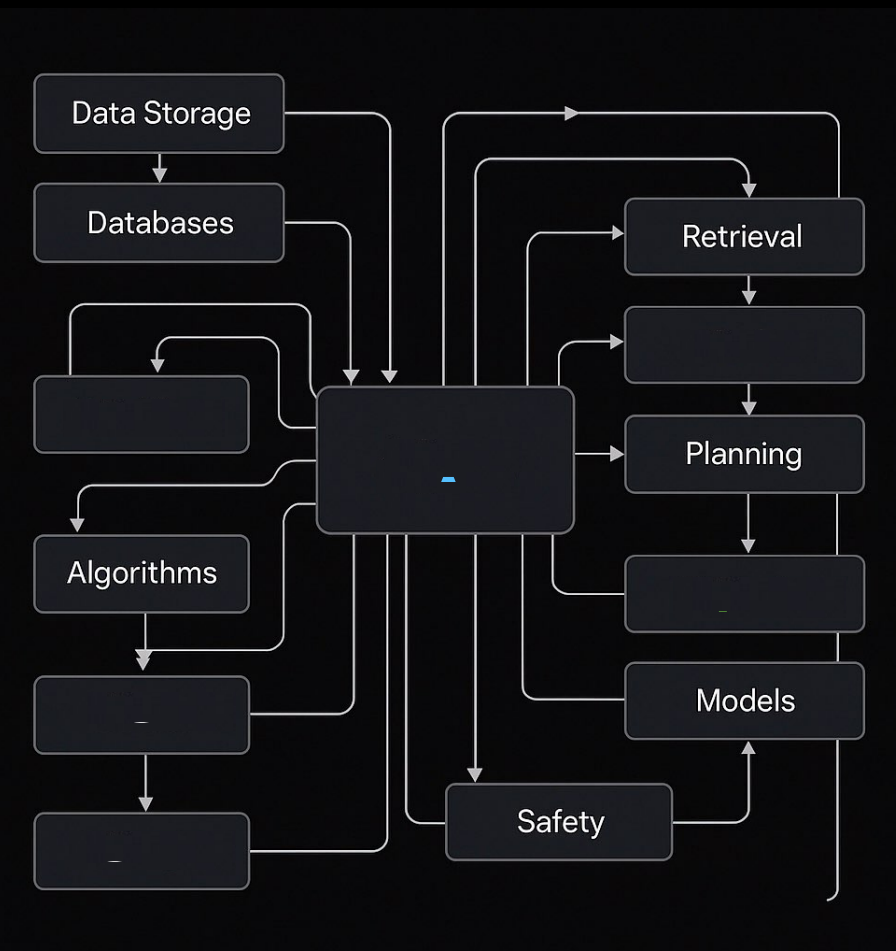 Data Storage
Databases
Retrieval
Planning
Algorithms
Models
Safety